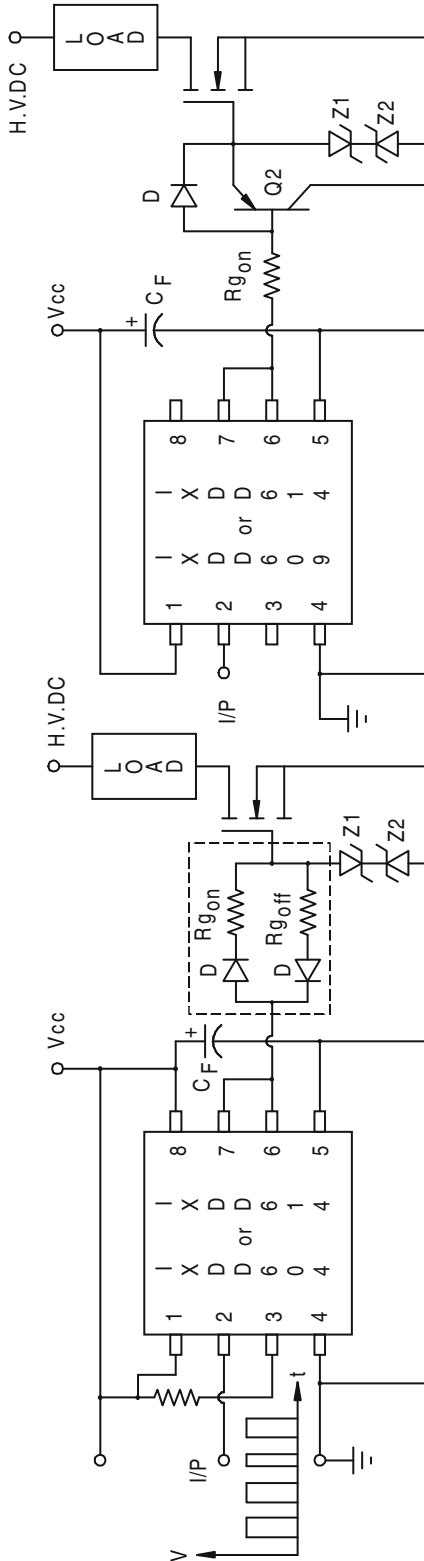 Vcc
H.V.DC
LOAD
1
2
3
4
IXDD604
or
IXDD614
8
7
6
5
I/P
V
t
+
CF
D
Rgon
D
Rgoff
Z1
Z2
Vcc
H.V.DC
LOAD
1
2
3
4
IXDD609
or
IXDD614
8
7
6
5
I/P
+
CF
Rgon
D
Q2
Z1
Z2